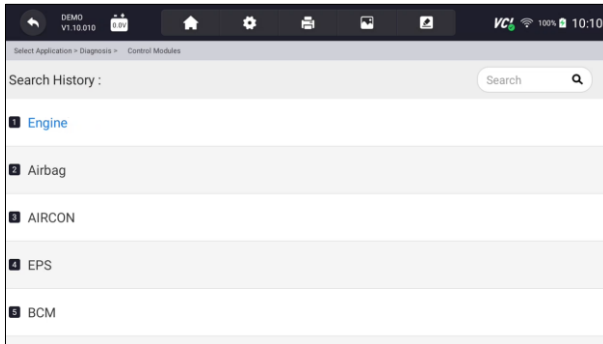 DEMO
V1.10.010
0.0V
VCI 100% 10:10
Select Application > Diagnosis > Control Modules
Search History :
Search
1 Engine
2 Airbag
3 AIRCON
4 EPS
5 BCM